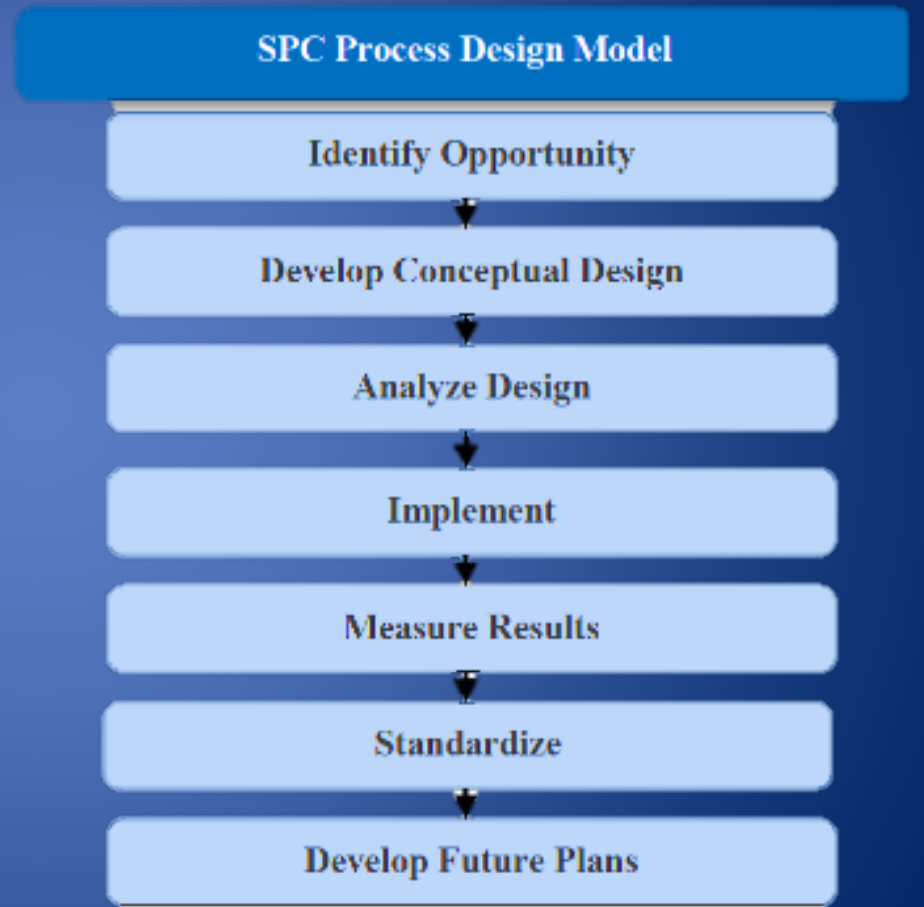 SPC Process Design Model
Identify Opportunity
Develop Conceptual Design
Analyze Design
Implement
Measure Results
Standardize
Develop Future Plans